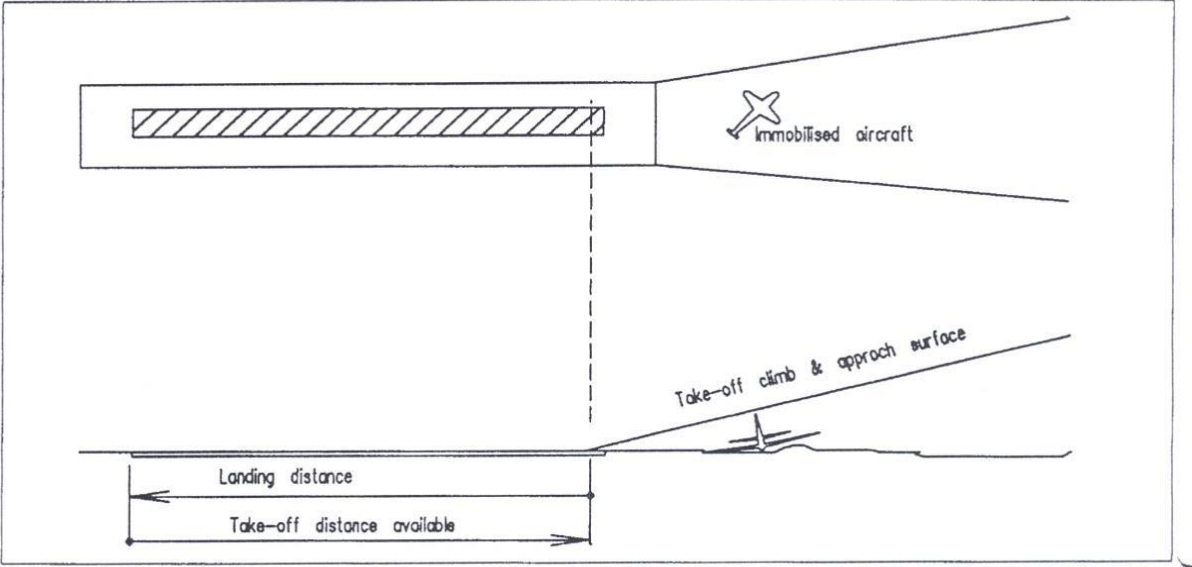 Immobilised aircraft
Take-off climb & approch surface
Landing distance
Take-off distance available